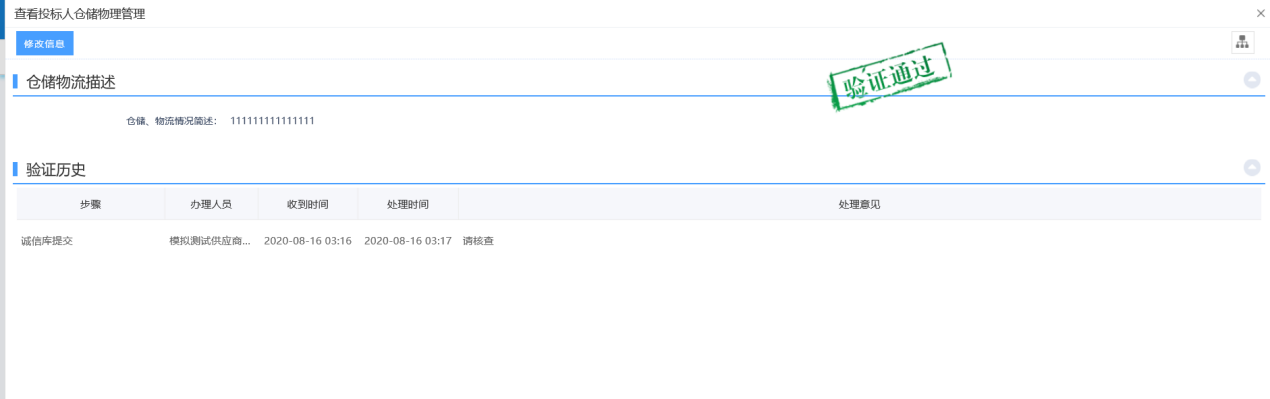 查看投标人仓储物理管理
修改信息
验证通过
仓储物流描述
仓储、物流情况简述： 111111111111111
验证历史
步骤 办理人员 收到时间 处理时间 处理意见
诚信库提交 模拟测试供应商... 2020-08-16 03:16 2020-08-16 03:17 请核查